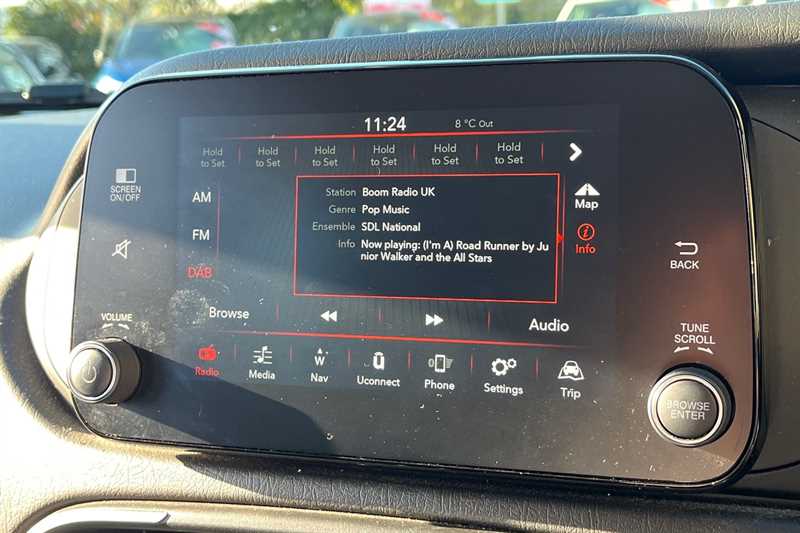 11:24 8 °C Out
Hold to Set Hold to Set Hold to Set Hold to Set Hold to Set Hold to Set
SCREEN
ON/OFF
AM
FM
DAB
Station Boom Radio UK
Genre Pop Music
Ensemble SDL National
Info Now playing: (I'm A) Road Runner by Ju
nior Walker and the All Stars
Map
Info
BACK
VOLUME
Browse
Audio
TUNE
SCROLL
Radio Media W Nav Uconnect Phone Settings Trip
BROWSE
ENTER